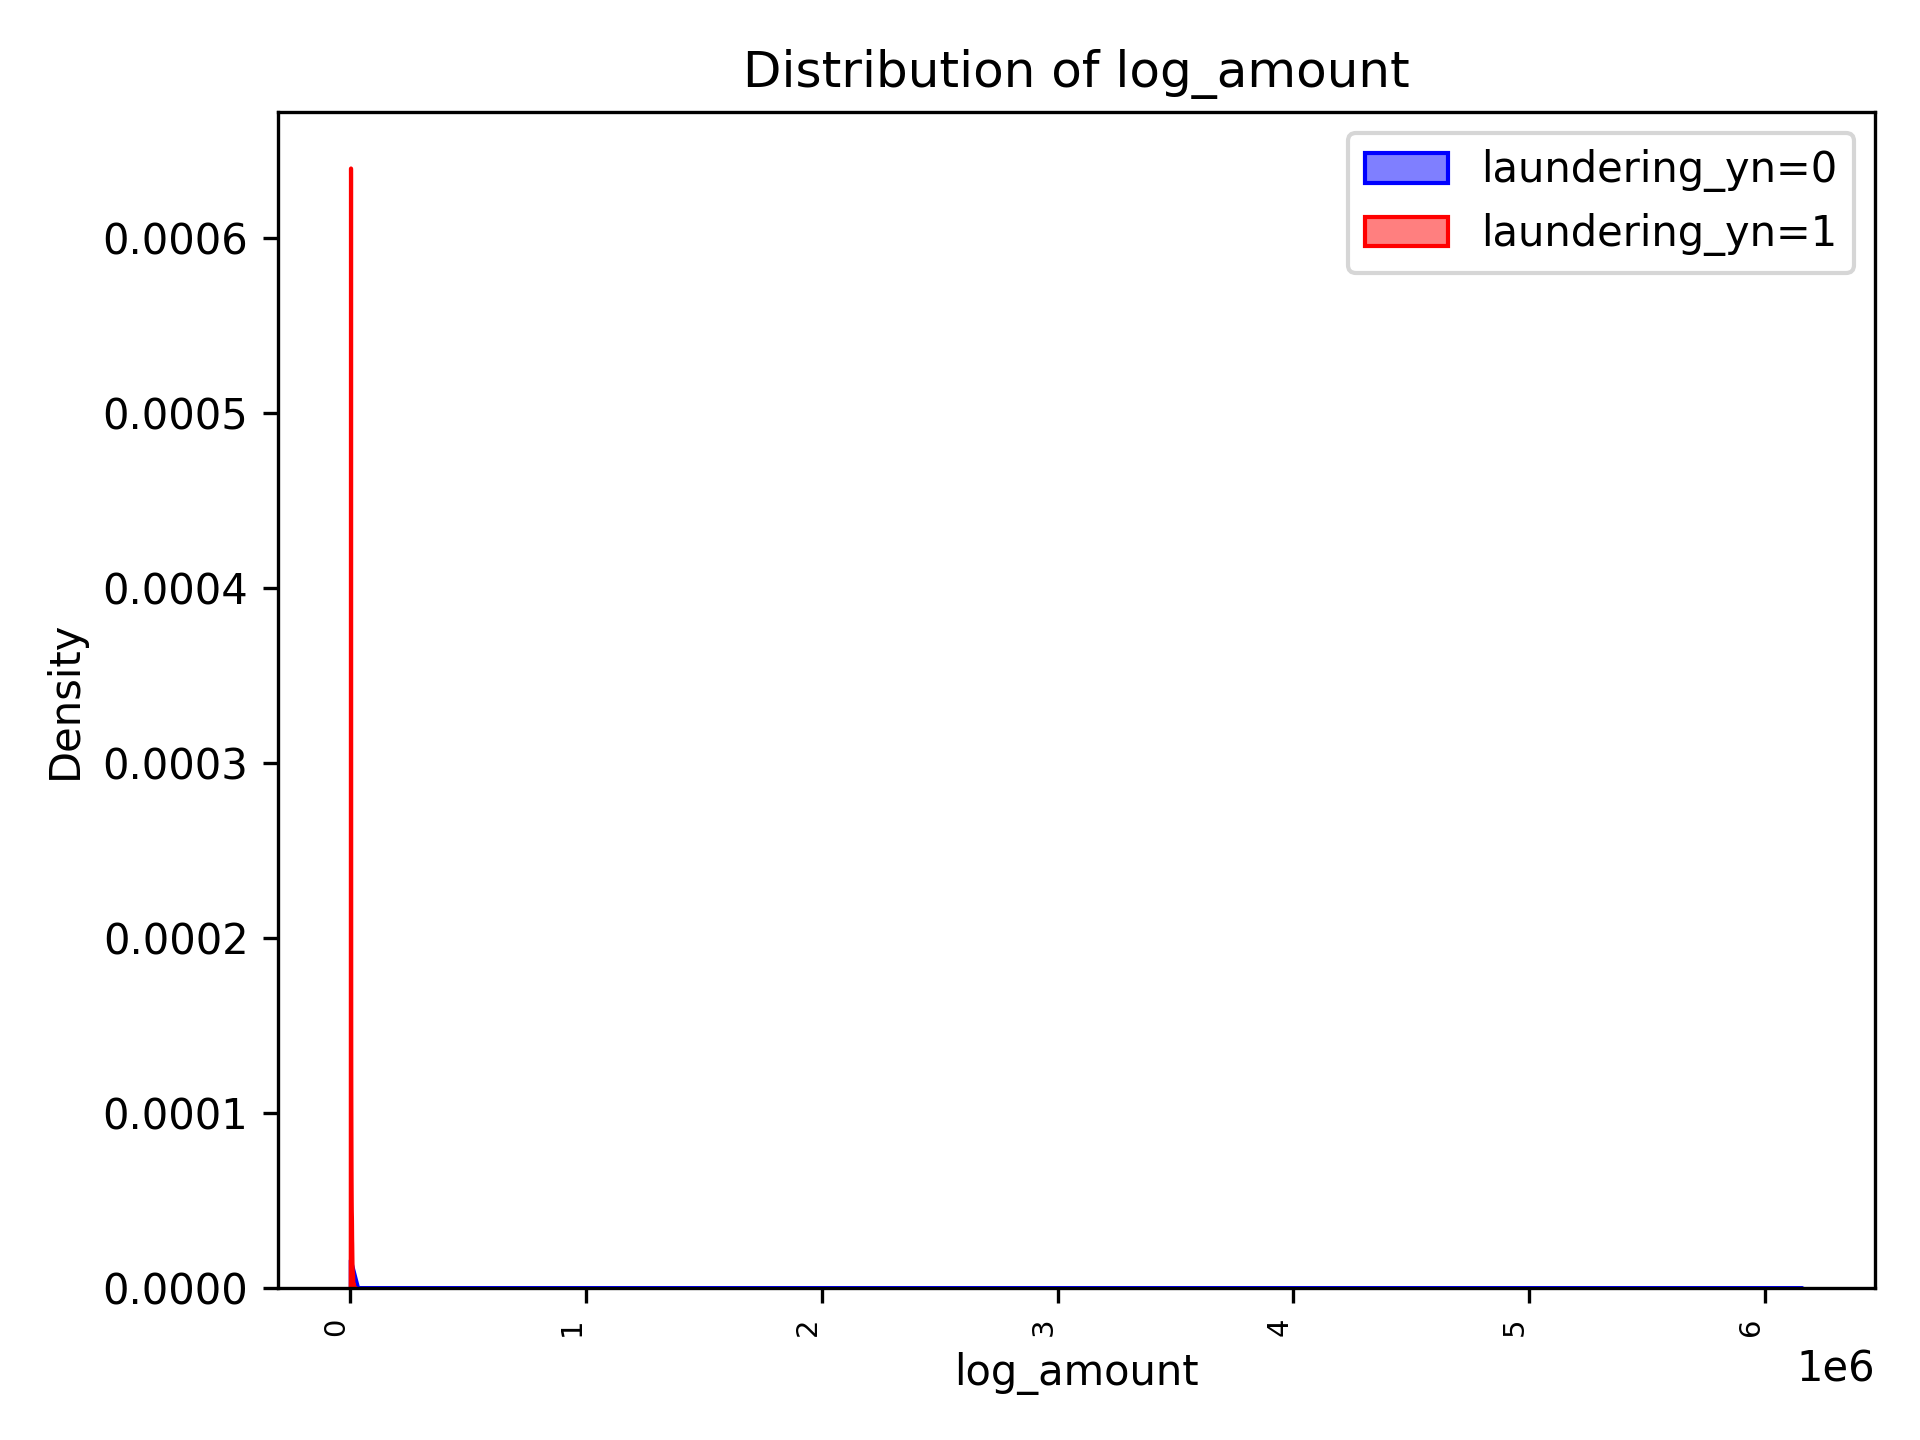 Distribution of log_amount
laundering_yn=0
laundering_yn=1
0.0006
0.0005
0.0004
0.0003
0.0002
0.0001
0.0000
Density
0 1 2 3 4 5 6
log_amount
1e6